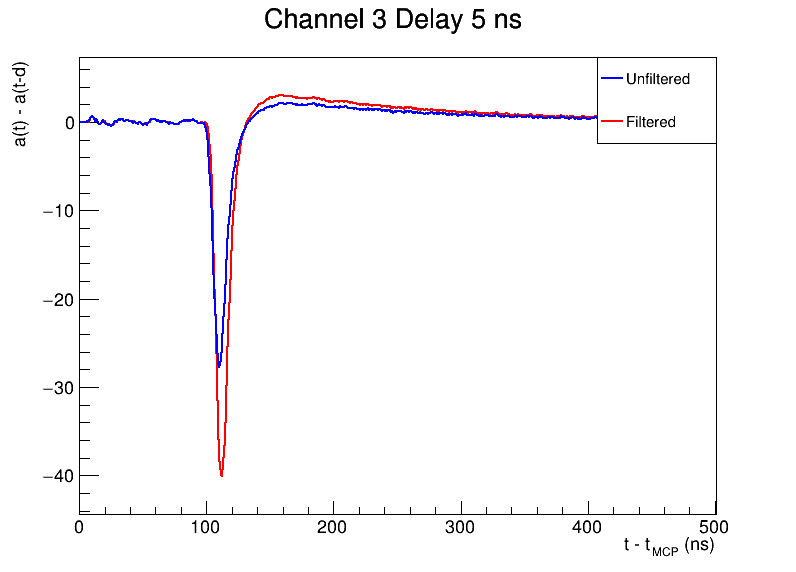 Channel 3 Delay 5 ns
a(t) - a(t-d)
Unfiltered
Filtered
0
−10
−20
−30
−40
0 100 200 300 400 500
t - t_MCP (ns)